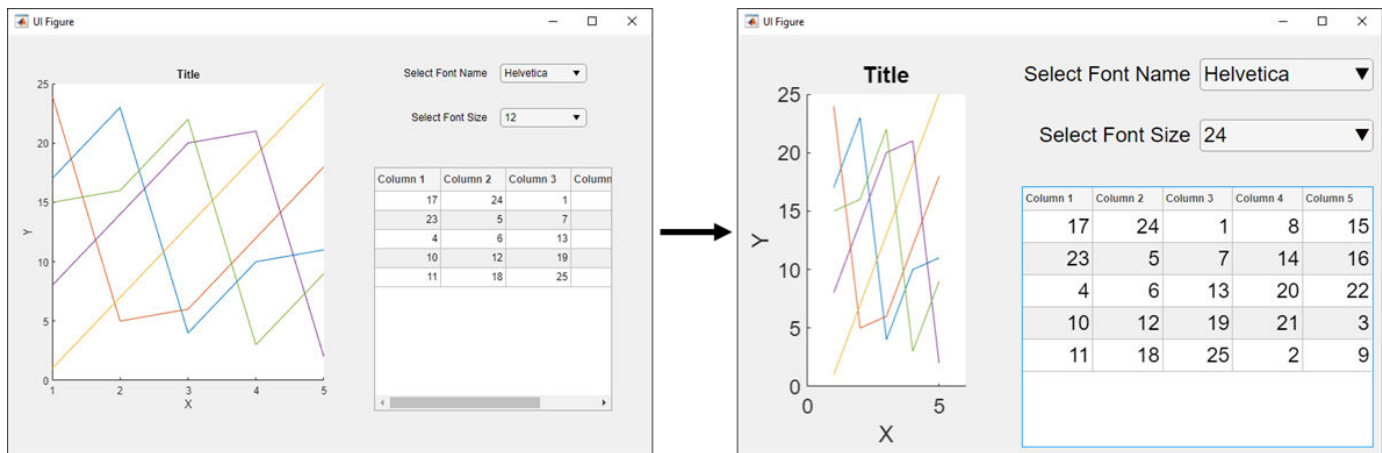 UI Figure
Title
25
20
15
10
5
0
Y
1 2 3 4 5
X
Select Font Name Helvetica
Select Font Size 12
Column 1 Column 2 Column 3 Column
17 24 1
23 5 7
4 6 13
10 12 19
11 18 25
UI Figure
Title
25
20
15
10
5
0
Y
0 5
X
Select Font Name Helvetica
Select Font Size 24
Column 1 Column 2 Column 3 Column 4 Column 5
17 24 1 8 15
23 5 7 14 16
4 6 13 20 22
10 12 19 21 3
11 18 25 2 9